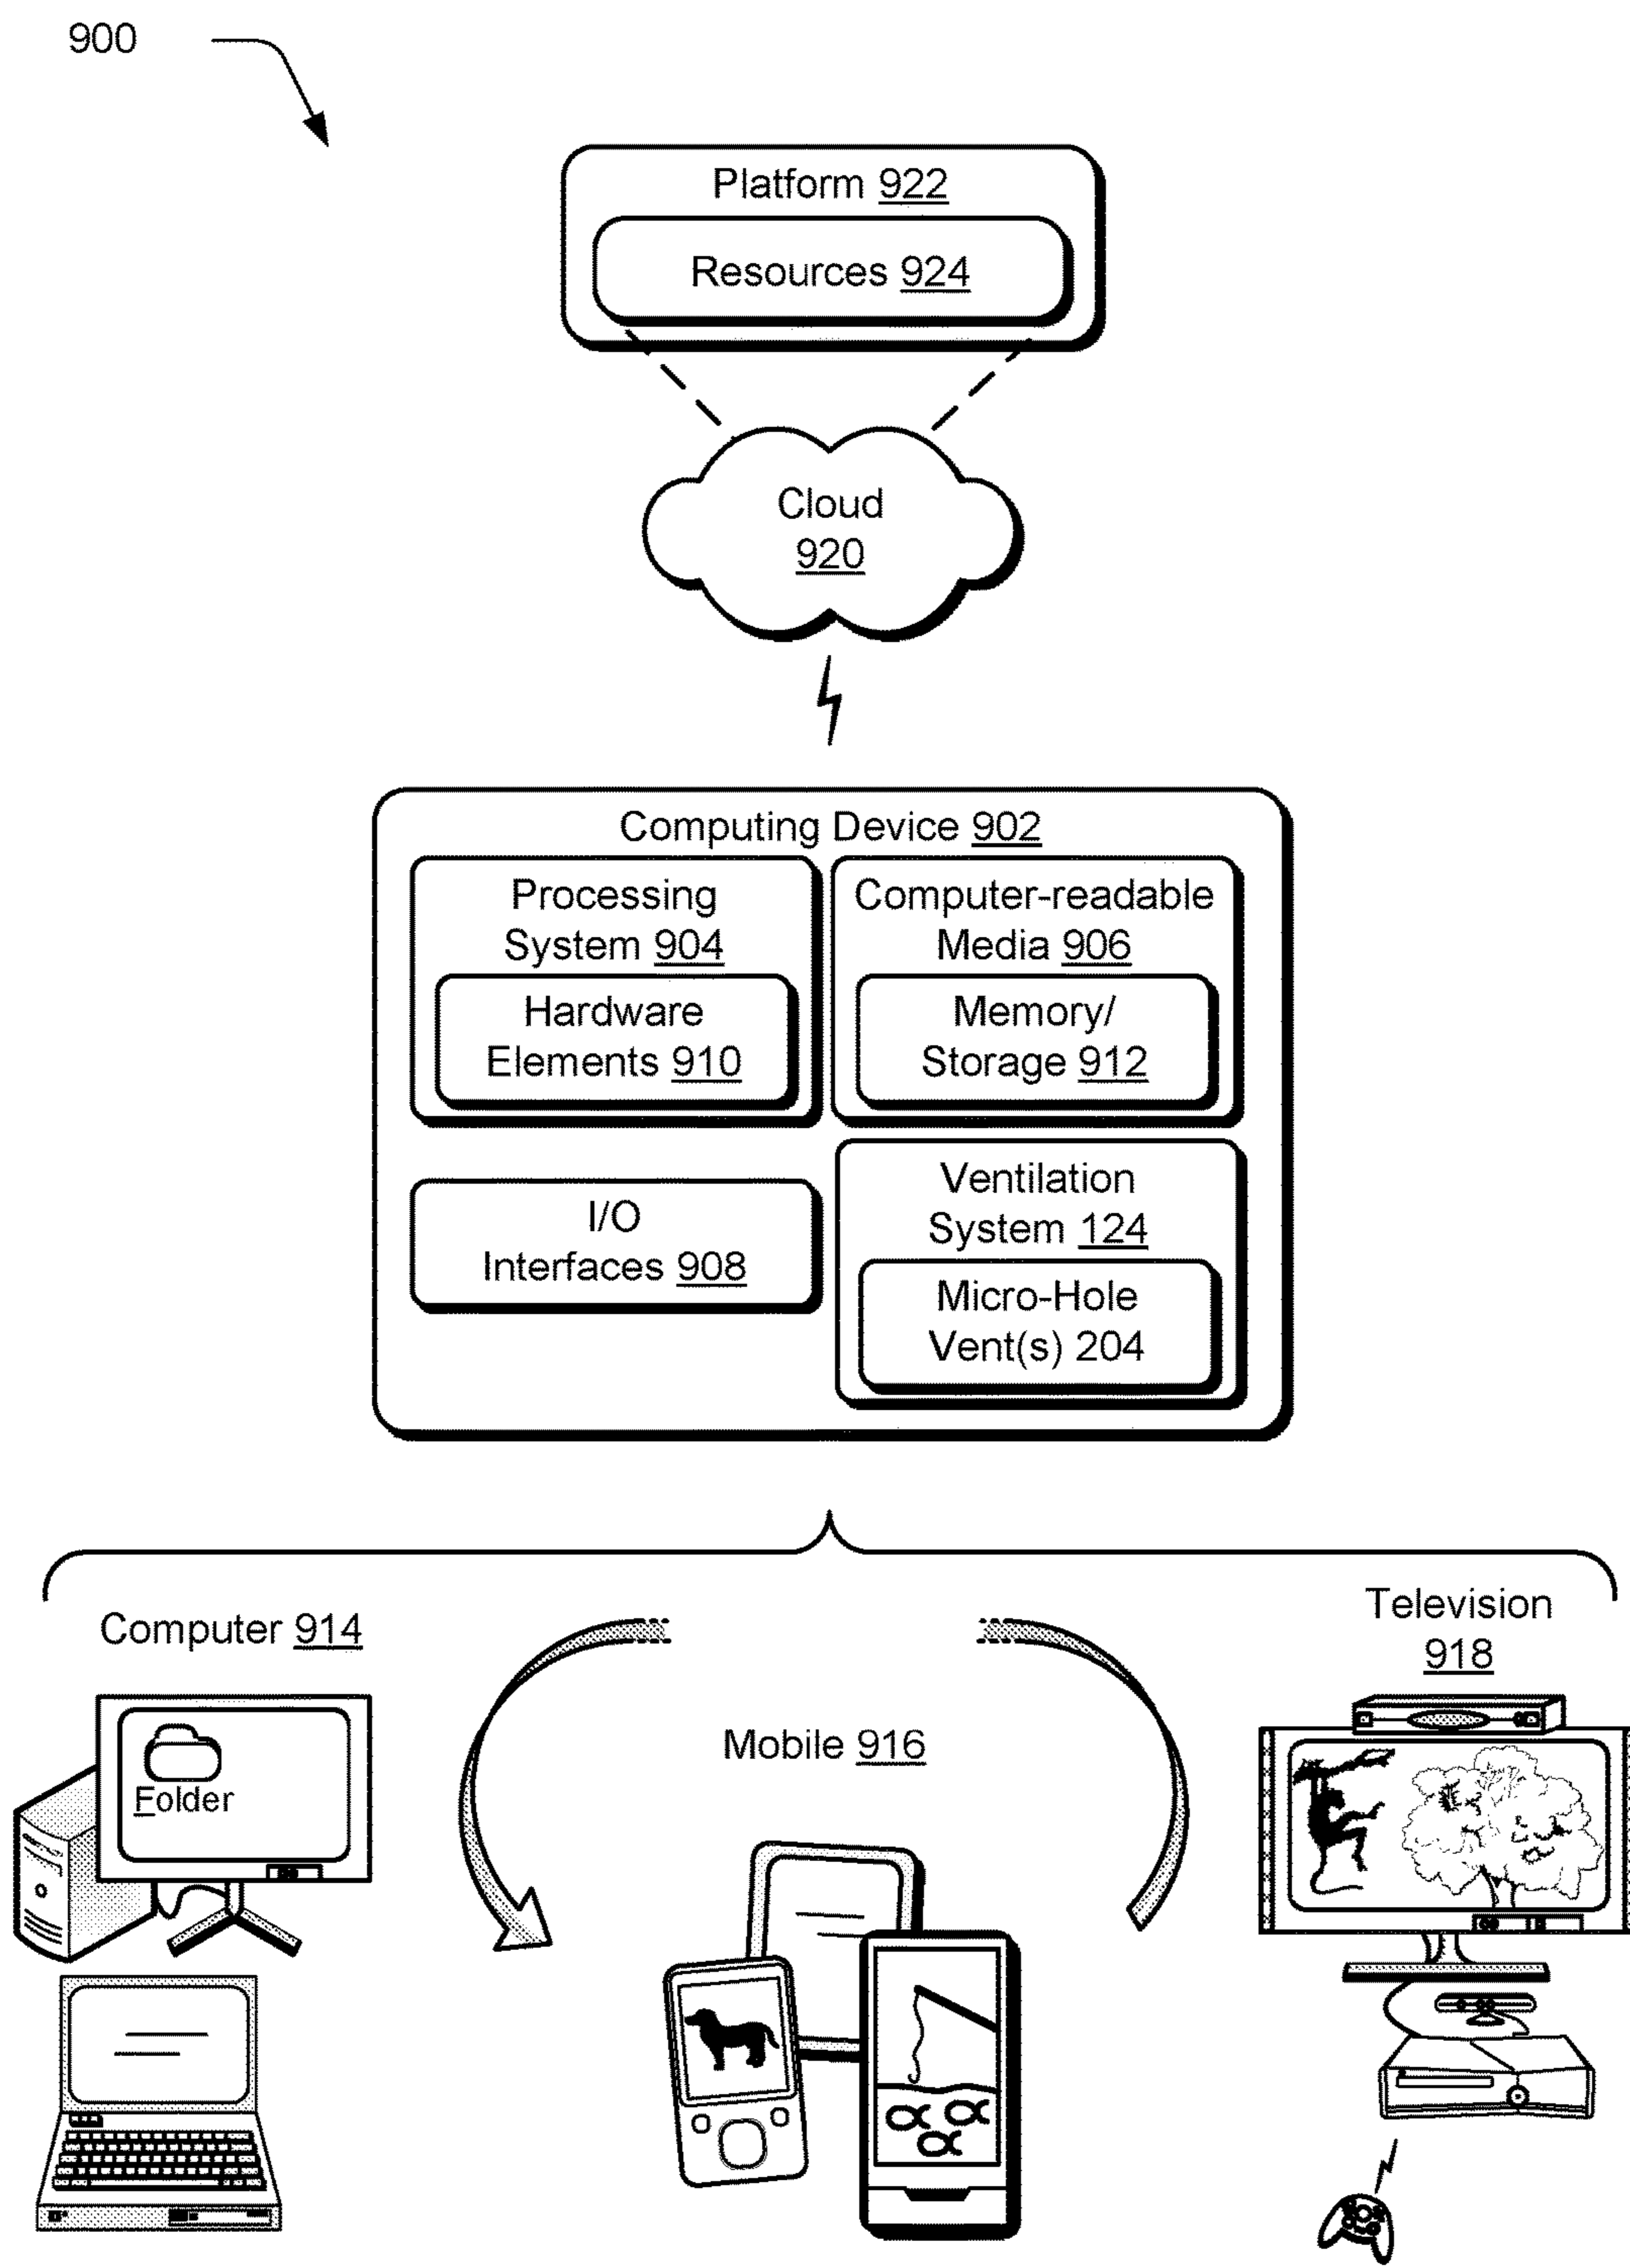 900
Platform 922
Resources 924
Cloud
920
Computing Device 902
Processing
System 904
Hardware
Elements 910
Computer-readable
Media 906
Memory/
Storage 912
I/O
Interfaces 908
Ventilation
System 124
Micro-Hole
Vent(s) 204
Computer 914
Folder
Mobile 916
Television
918